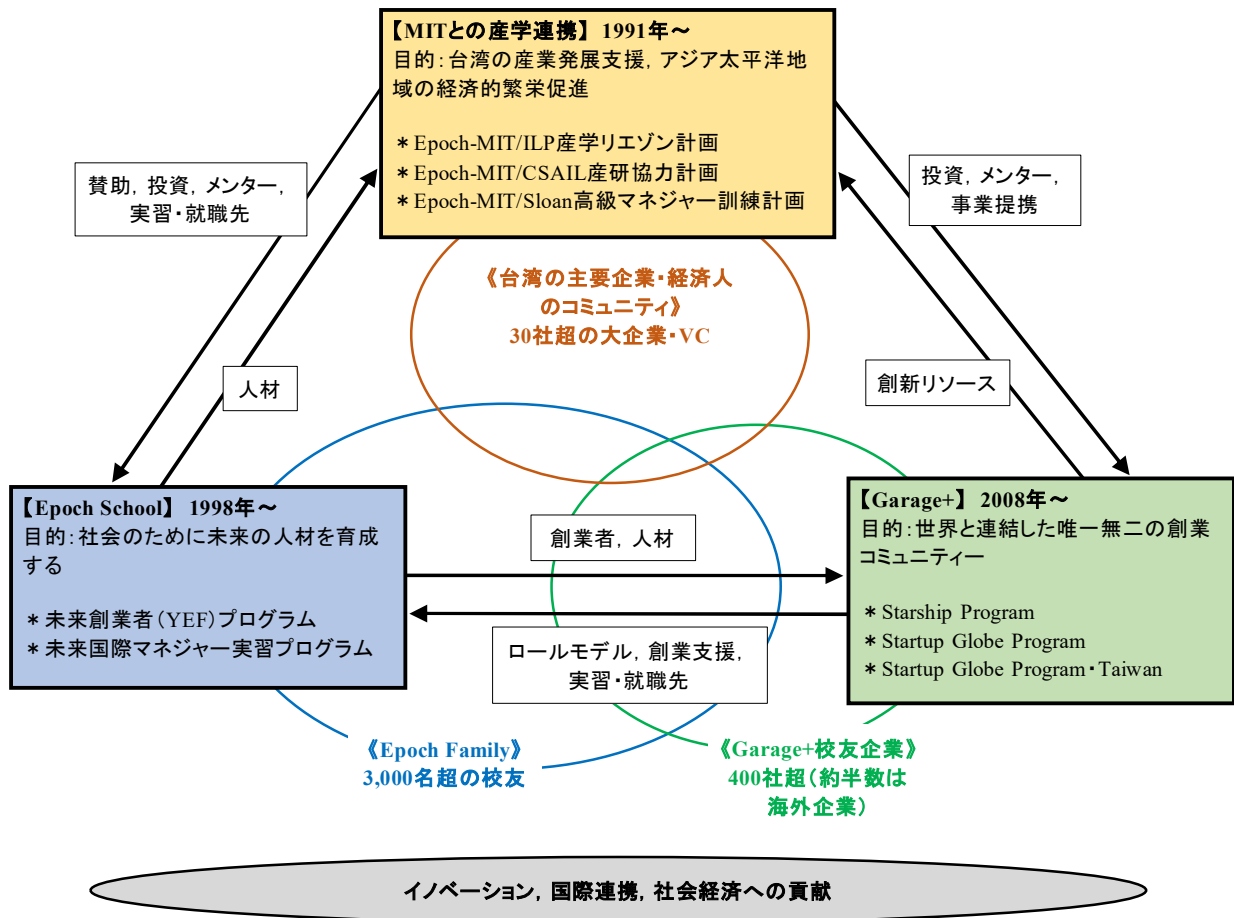 【MITとの産学連携】 1991年～
目的：台湾の産業発展支援，アジア太平洋地
域の経済的繁栄促進
＊Epoch-MIT/ILP産学リエゾン計画
＊Epoch-MIT/CSAIL産研協力計画
＊Epoch-MIT/Sloan高級マネジャー訓練計画
賛助，投資，メンター，
実習・就職先
投資，メンター，
事業提携
《台湾の主要企業・経済人
のコミュニティ》
30社超の大企業・VC
人材
創新リソース
【Epoch School】 1998年～
目的：社会のために未来の人材を育成
する
＊未来創業者（YEF）プログラム
＊未来国際マネジャー実習プログラム
創業者，人材
ロールモデル，創業支援，
実習・就職先
【Garage+】 2008年～
目的：世界と連結した唯一無二の創業
コミュニティー
＊Starship Program
＊Startup Globe Program
＊Startup Globe Program・Taiwan
《Epoch Family》
3,000名超の校友
《Garage+校友企業》
400社超（約半数は
海外企業）
イノベーション，国際連携，社会経済への貢献